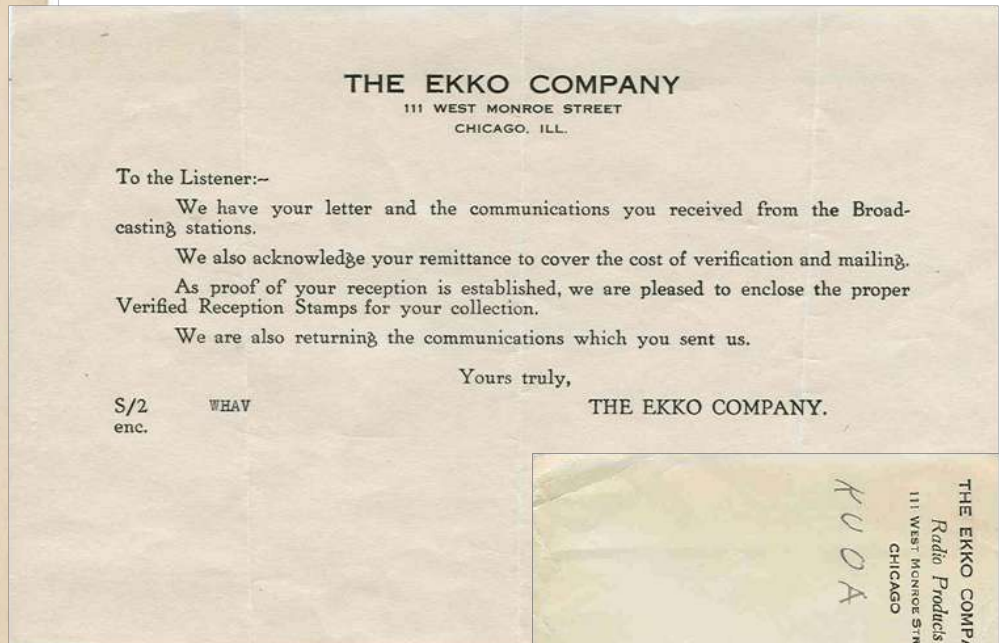 THE EKKO COMPANY
111 WEST MONROE STREET
CHICAGO, ILL.
To the Listener:~
We have your letter and the communications you received from the Broad-
casting stations.
We also acknowledge your remittance to cover the cost of verification and mailing.
As proof of your reception is established, we are pleased to enclose the proper
Verified Reception Stamps for your collection.
We are also returning the communications which you sent us.
Yours truly,
S/2 WHAV THE EKKO COMPANY.
enc.
THE EKKO COMPA
Radio Products
111 WEST MONROE STR
CHICAGO
KUOA